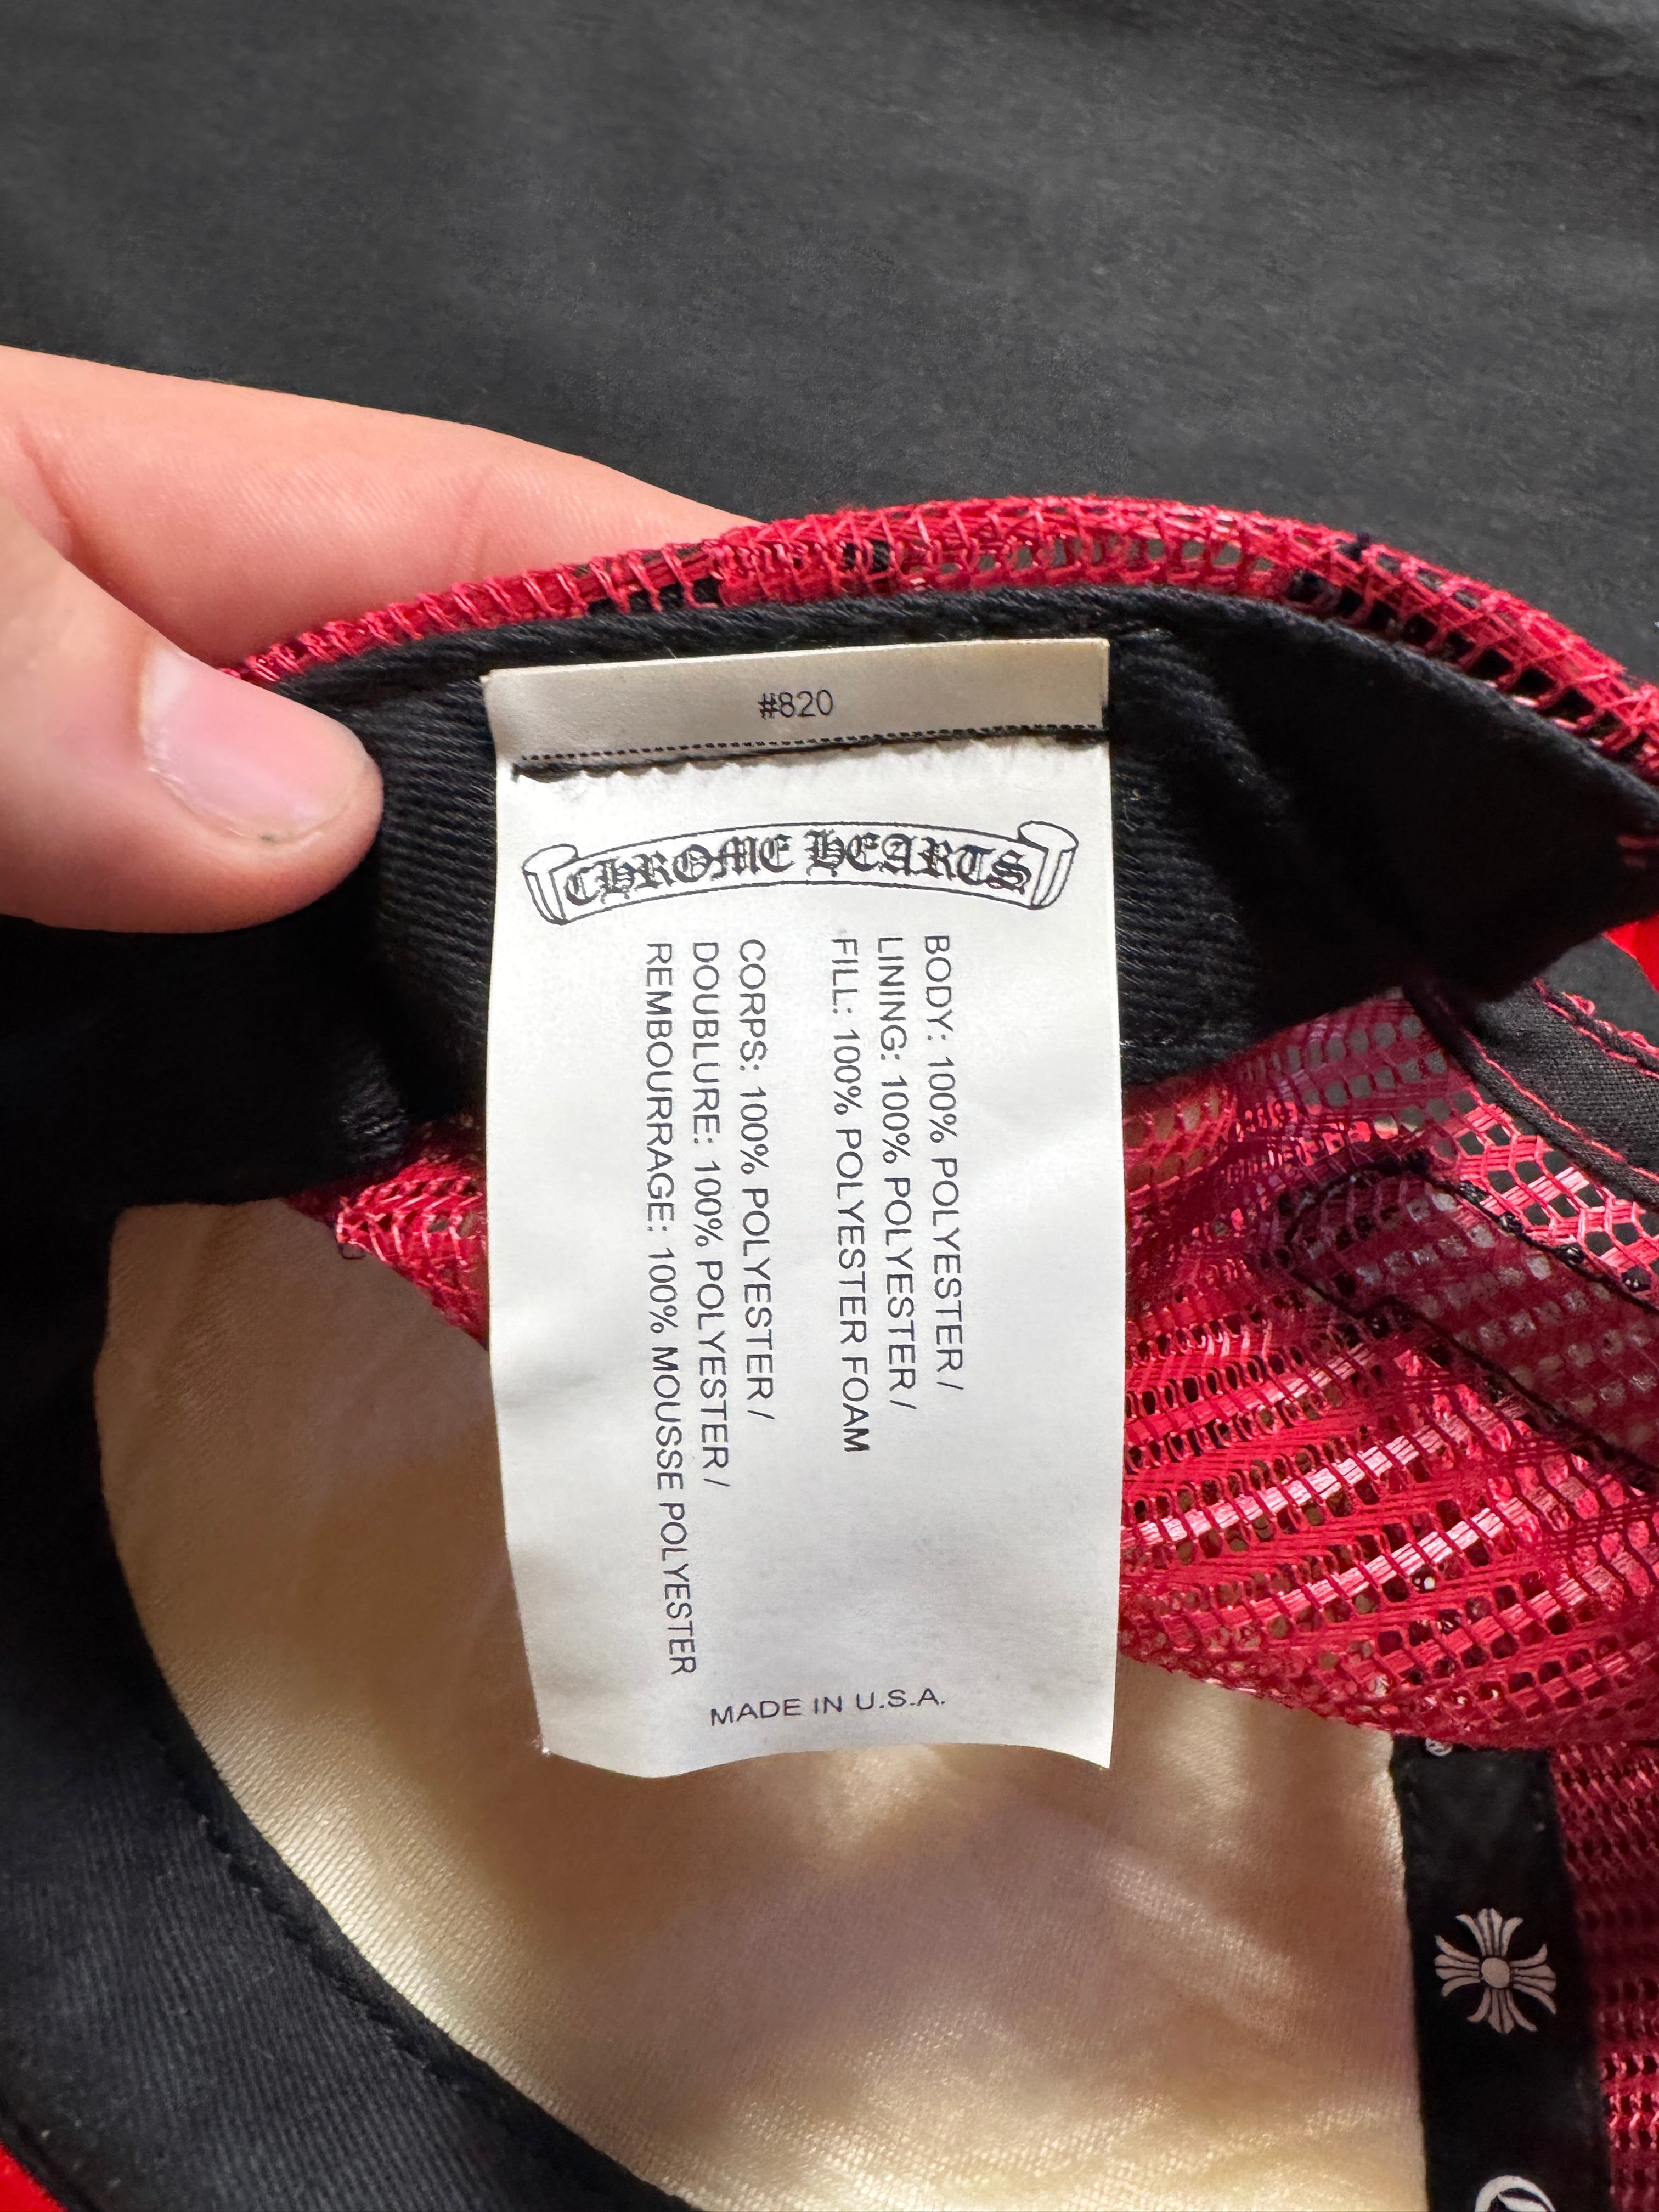 #820
CHROME HEARTS
BODY: 100% POLYESTER /
LINING: 100% POLYESTER /
FILL: 100% POLYESTER FOAM
CORPS: 100% POLYESTER /
DOUBLURE: 100% POLYESTER /
REMBOURRAGE: 100% MOUSSE POLYESTER
MADE IN U.S.A.